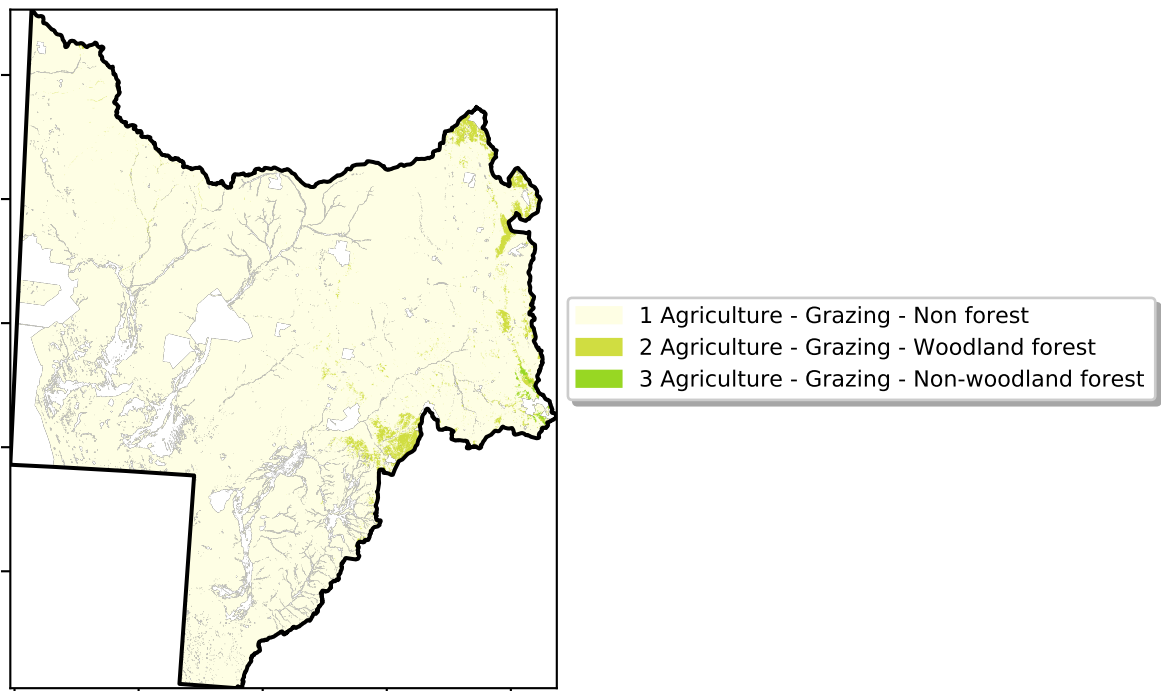 1 Agriculture - Grazing - Non forest
2 Agriculture - Grazing - Woodland forest
3 Agriculture - Grazing - Non-woodland forest